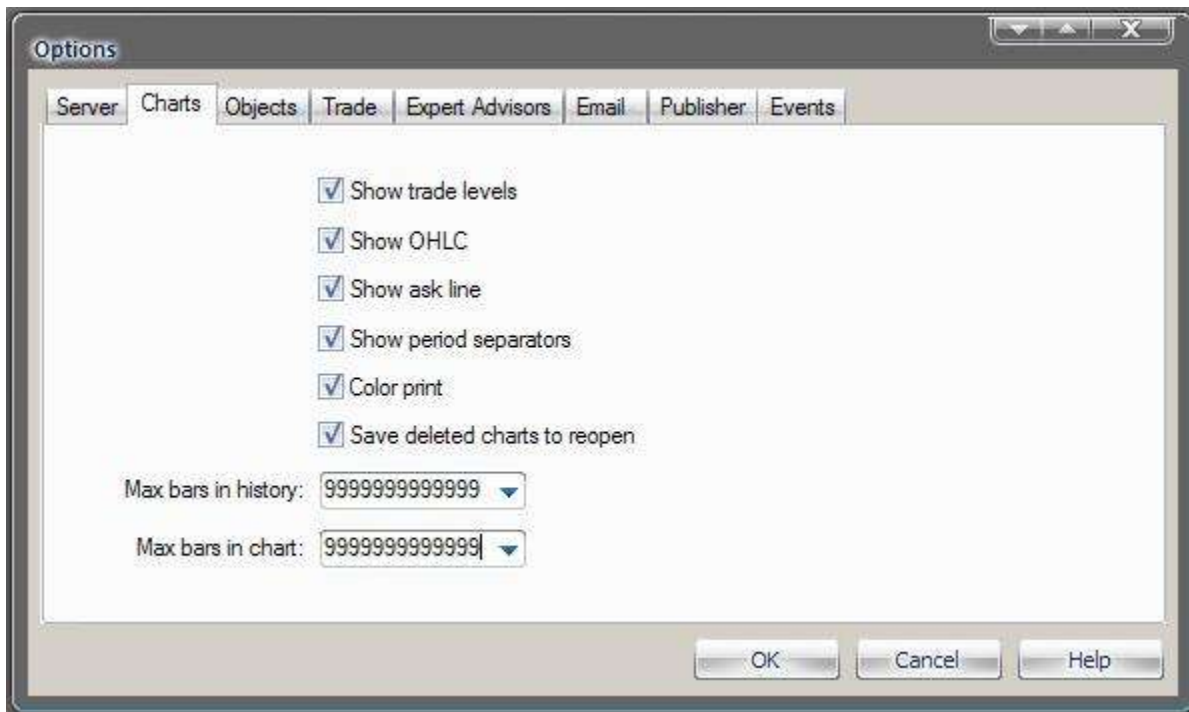 Options
Server Charts Objects Trade Expert Advisors Email Publisher Events
Show trade levels
Show OHLC
Show ask line
Show period separators
Color print
Save deleted charts to reopen
Max bars in history: 9999999999999
Max bars in chart: 9999999999999
OK Cancel Help